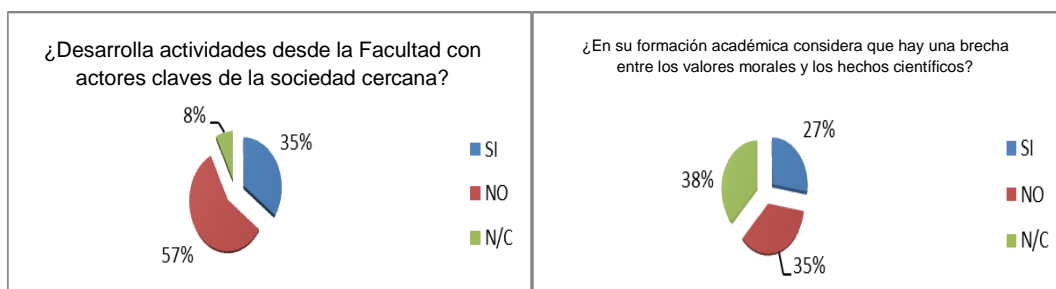 ¿Desarrolla actividades desde la Facultad con
actores claves de la sociedad cercana?
8%
35%
57%
SI
NO
N/C
¿En su formación académica considera que hay una brecha
entre los valores morales y los hechos científicos?
27%
38%
35%
SI
NO
N/C